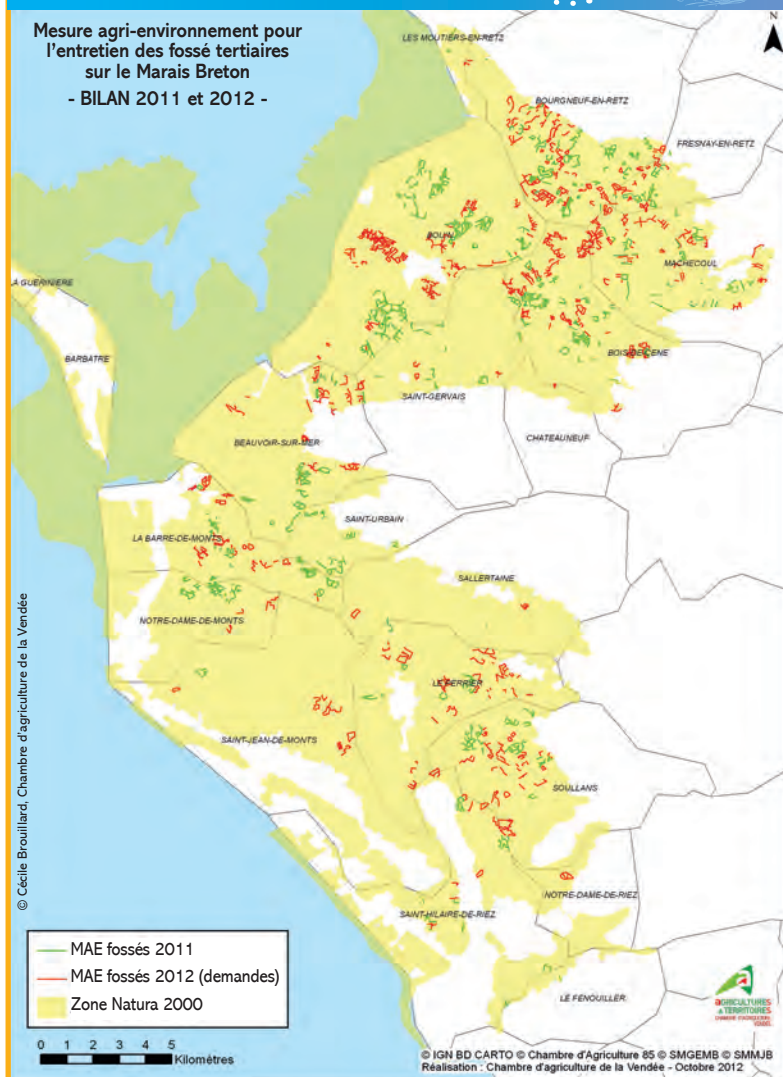 Mesure agri-environnement pour
l'entretien des fossé tertiaires
sur le Marais Breton
- BILAN 2011 et 2012 -
N
LES MOUTIERS-EN-RETZ
BOURGNEUF-EN-RETZ
FRESNAY-EN-RETZ
BOUIN
MACHECOUL
LA GUERINIERE
BARBATRE
BOIS-DE-CENE
SAINT-GERVAIS
CHATEAUNEUF
BEAUVOIR-SUR-MER
SAINT-URBAIN
LA BARRE-DE-MONTS
SALLERTAINE
NOTRE-DAME-DE-MONTS
LE PERRIER
SAINT-JEAN-DE-MONTS
SOULLANS
NOTRE-DAME-DE-RIEZ
SAINT-HILAIRE-DE-RIEZ
LE FENOUILLER
© Cécile Brouillard, Chambre d'agriculture de la Vendée
MAE fossés 2011
MAE fossés 2012 (demandes)
Zone Natura 2000
0 1 2 3 4 5
Kilomètres
AGRICULTURES
& TERRITOIRES
CHAMBRE D'AGRICULTURE
VENDÉE
© IGN BD CARTO © Chambre d'Agriculture 85 © SMGEMB © SMMJB
Réalisation : Chambre d'agriculture de la Vendée - Octobre 2012